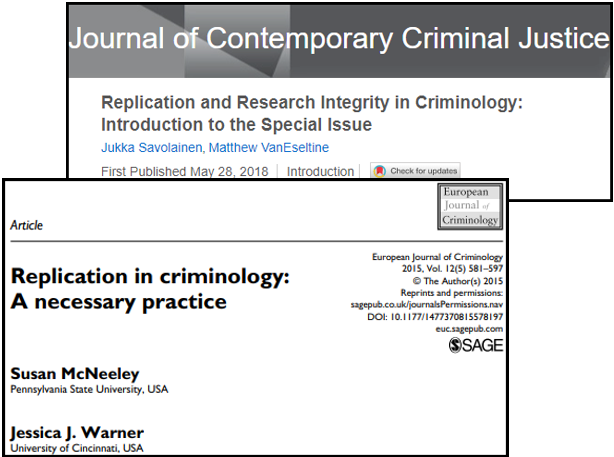 Journal of Contemporary Criminal Justice
Replication and Research Integrity in Criminology:
Introduction to the Special Issue
Jukka Savolainen, Matthew VanEseltine
First Published May 28, 2018 Introduction Check for updates
European
Journal of
Criminology
Article
European Journal of Criminology
2015, Vol. 12(5) 581–597
© The Author(s) 2015
Reprints and permissions:
sagepub.co.uk/journalsPermissions.nav
DOI: 10.1177/1477370815578197
euc.sagepub.com
SAGE
Replication in criminology:
A necessary practice
Susan McNeeley
Pennsylvania State University, USA
Jessica J. Warner
University of Cincinnati, USA